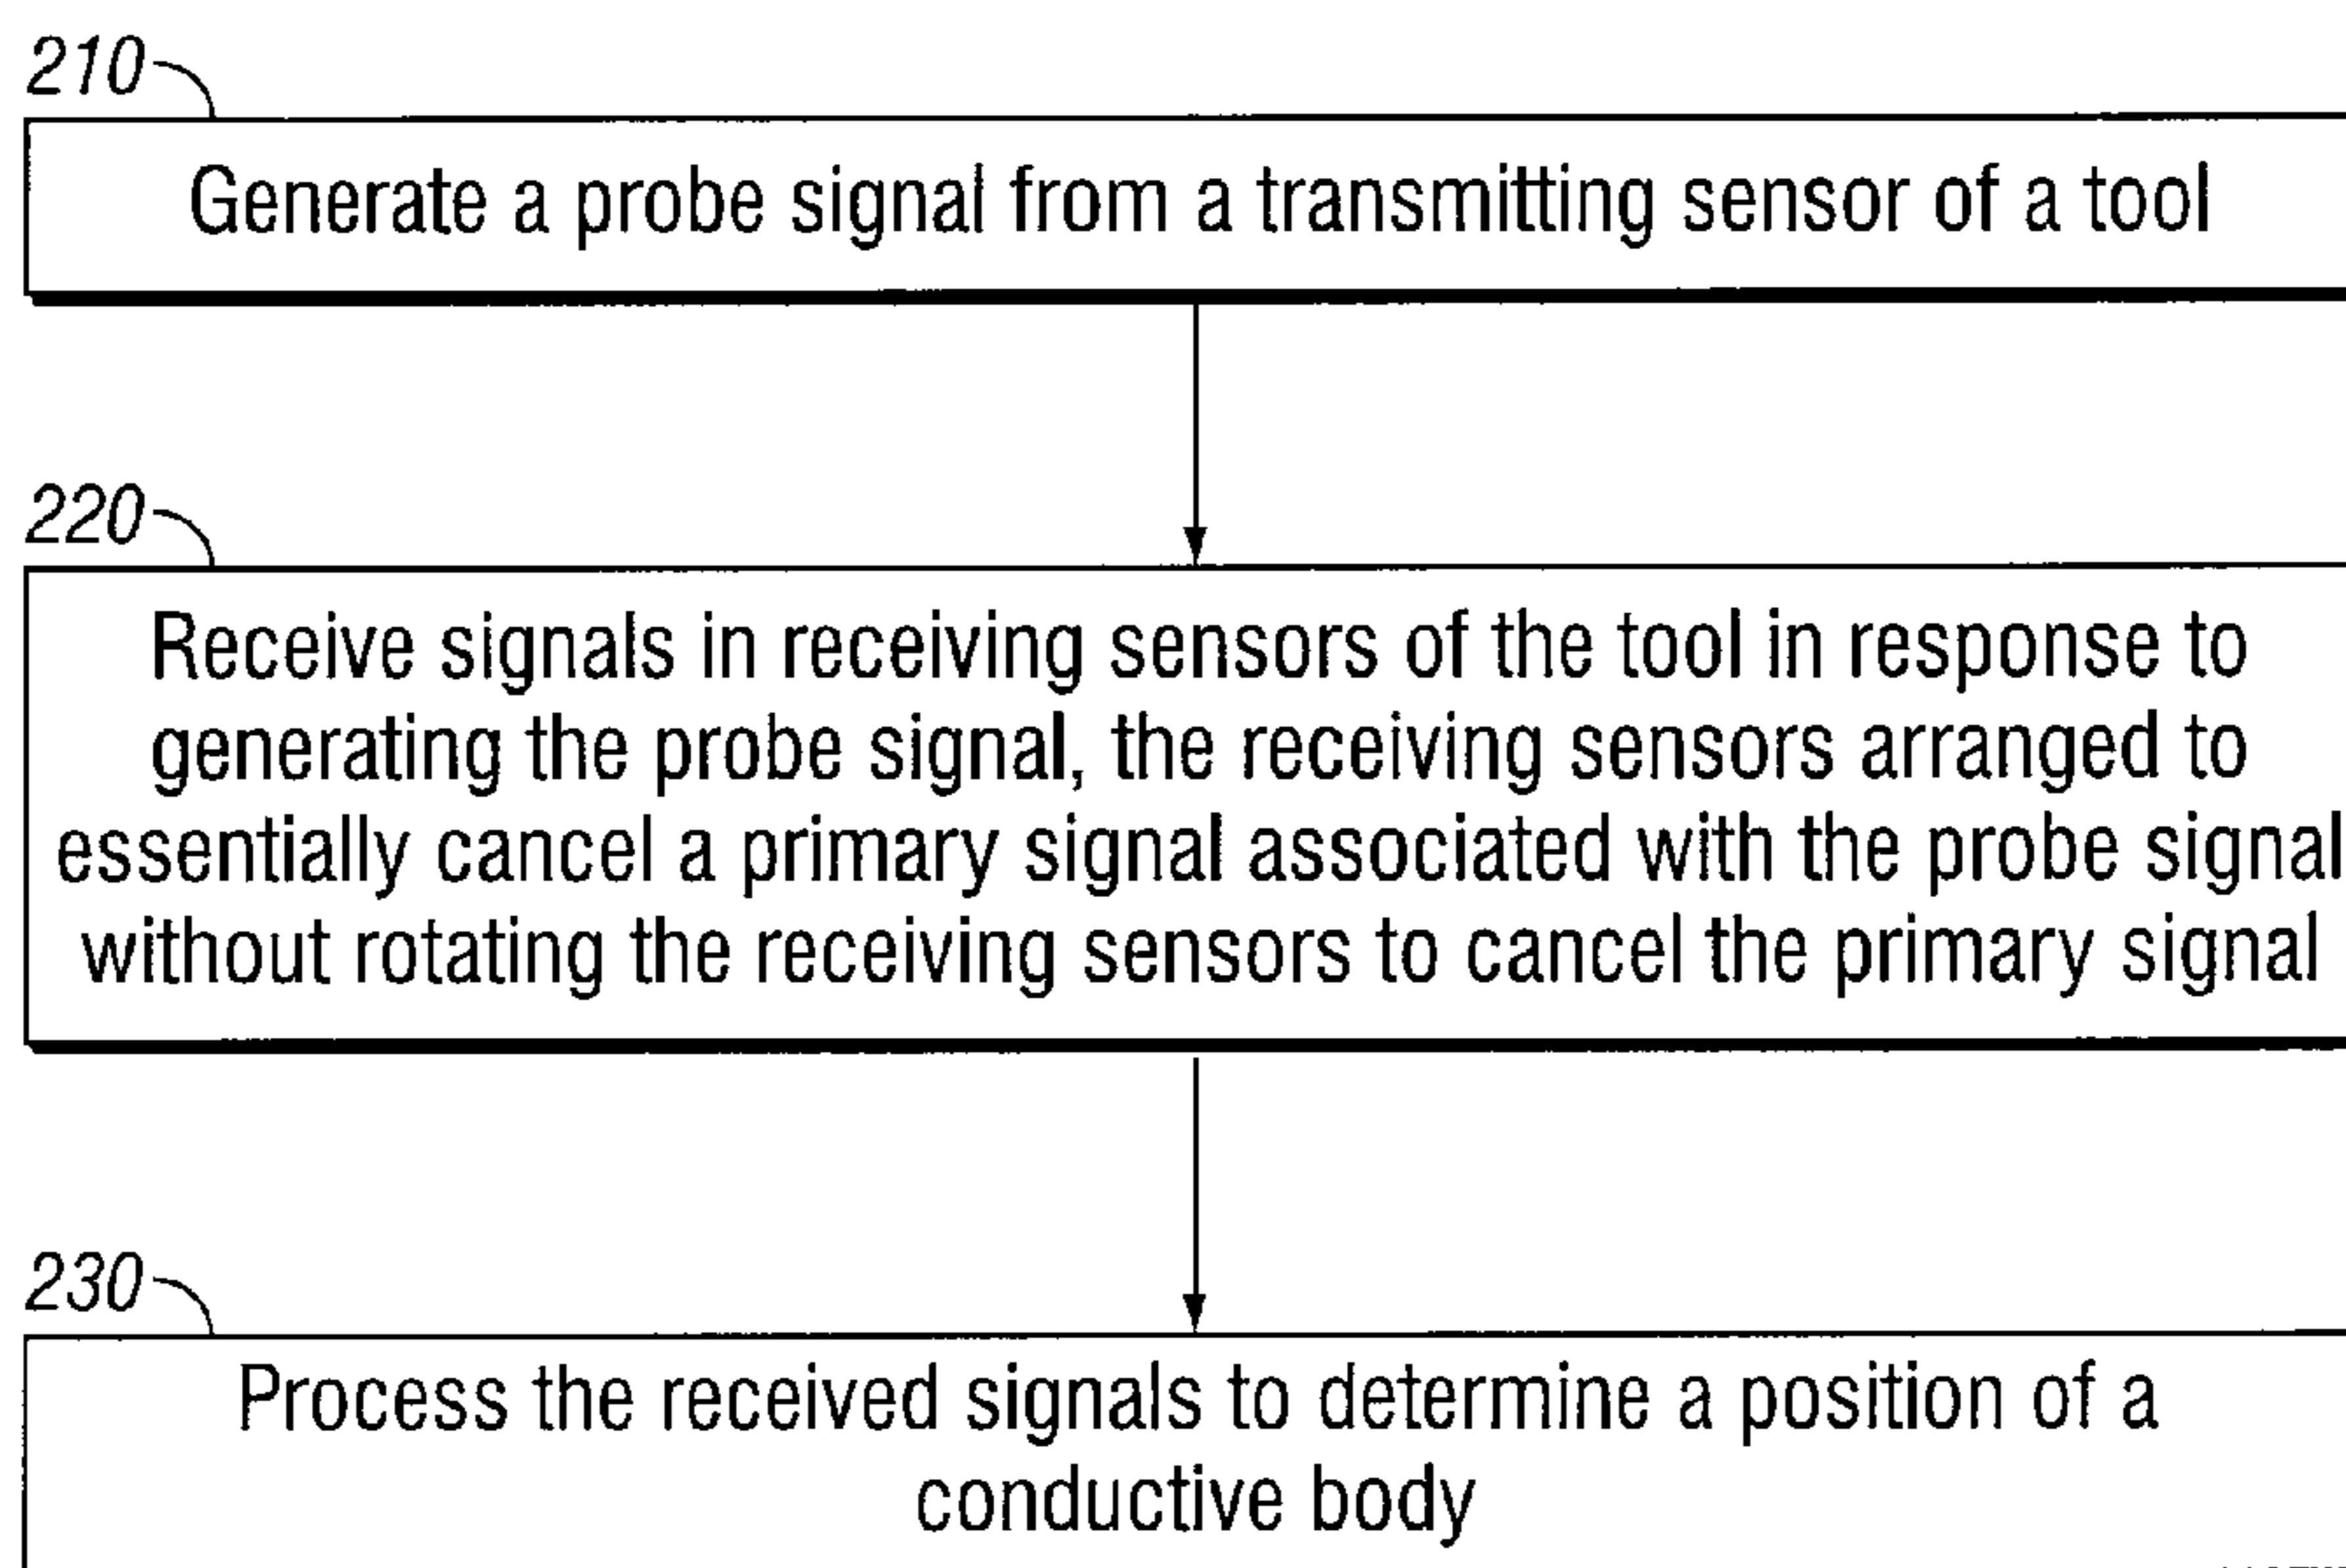 210
Generate a probe signal from a transmitting sensor of a tool
220
Receive signals in receiving sensors of the tool in response to
generating the probe signal, the receiving sensors arranged to
essentially cancel a primary signal associated with the probe signal
without rotating the receiving sensors to cancel the primary signal
230
Process the received signals to determine a position of a
conductive body